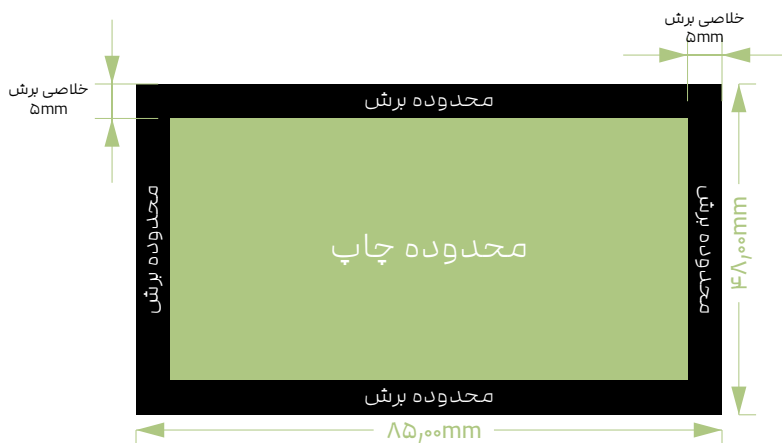 خلاصی برش
۵mm
خلاصی برش
۵mm
محدوده برش
محدوده برش
محدوده چاپ
محدوده برش
۴۸,۰۰mm
محدوده برش
۸۵,۰۰mm